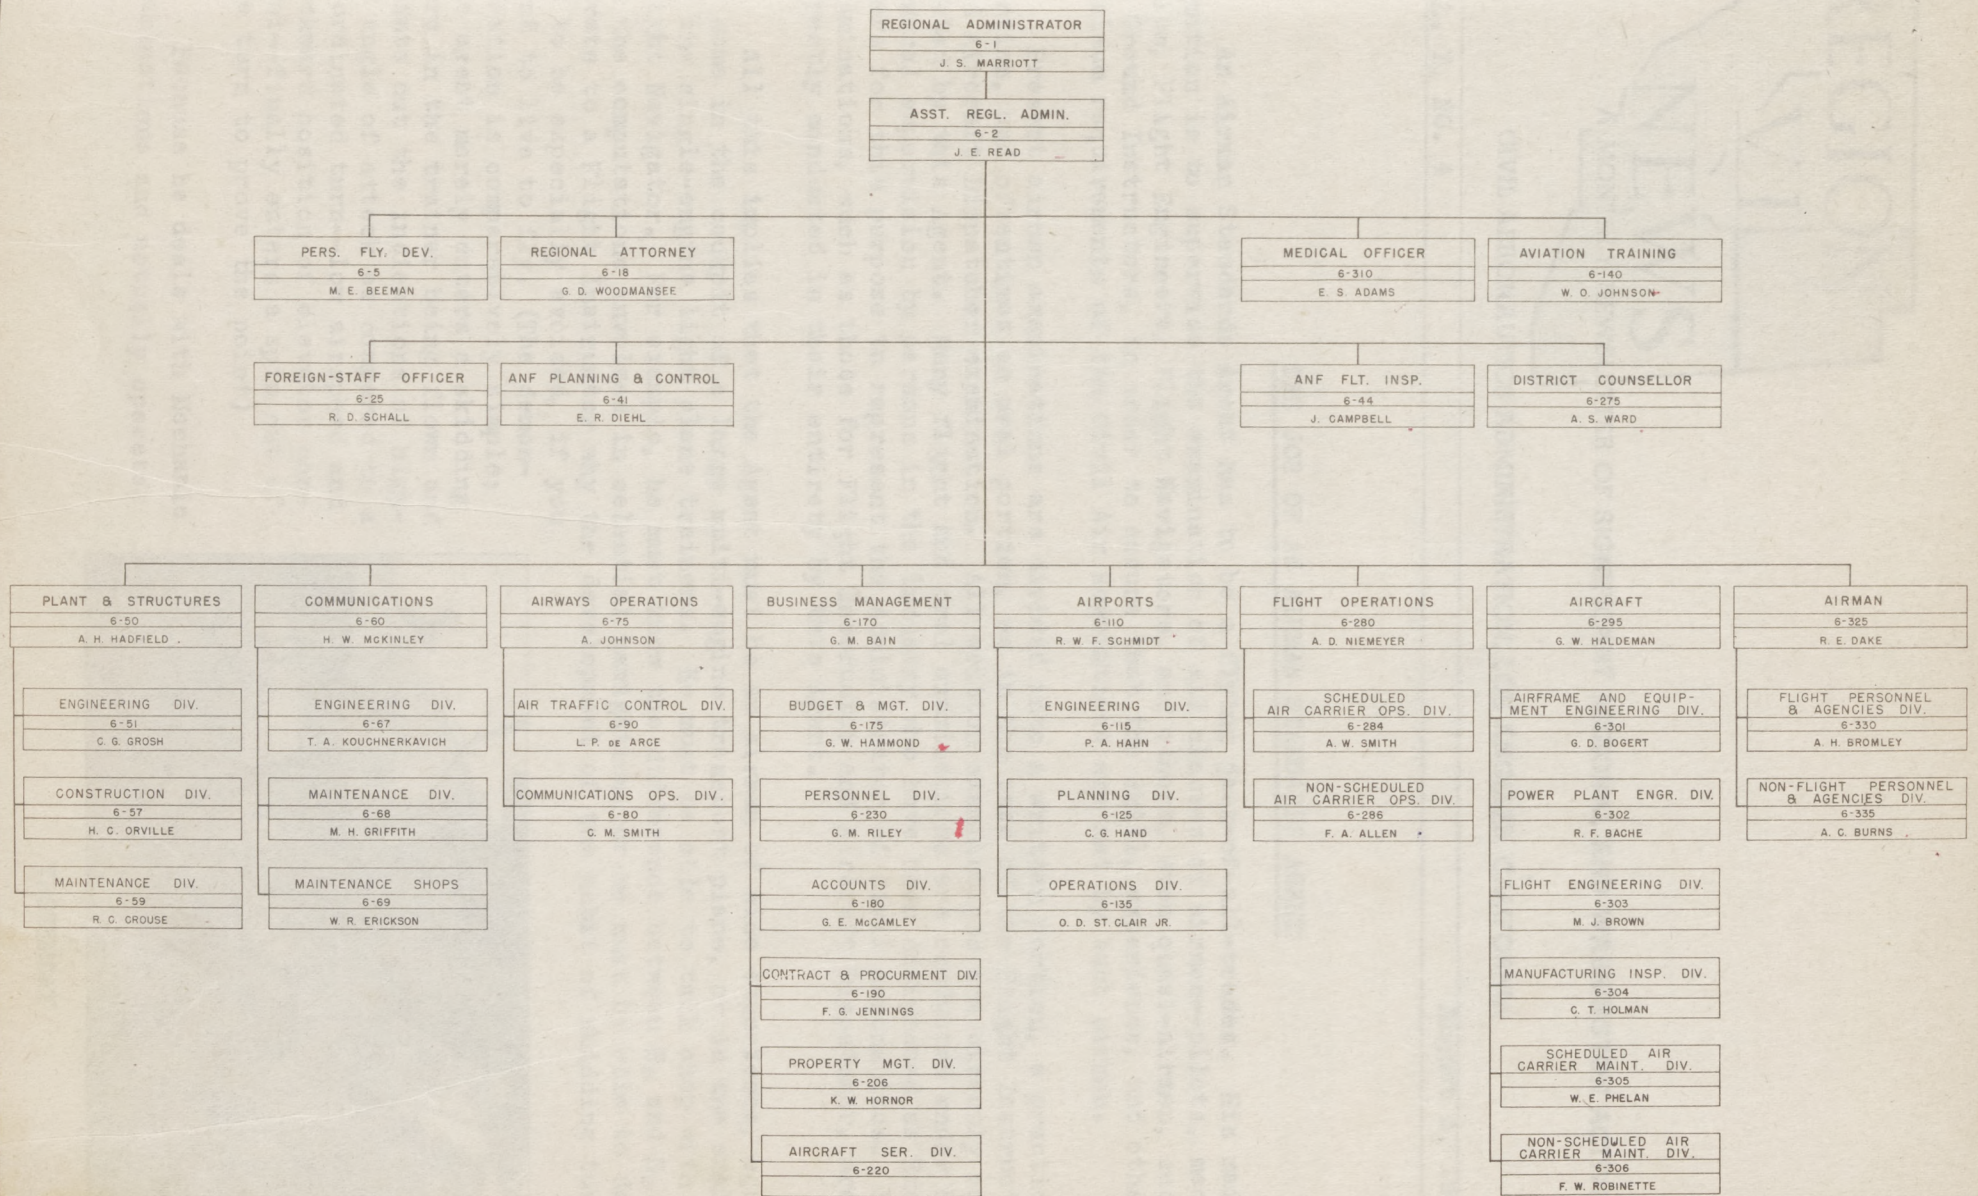 REGIONAL ADMINISTRATOR
6-1
J. S. MARRIOTT
ASST. REGL. ADMIN.
6-2
J. E. READ
PERS. FLY. DEV.
6-5
M. E. BEEMAN
REGIONAL ATTORNEY
6-18
G. D. WOODMANSEE
MEDICAL OFFICER
6-310
E. S. ADAMS
AVIATION TRAINING
6-140
W. O. JOHNSON
FOREIGN-STAFF OFFICER
6-25
R. D. SCHALL
ANF PLANNING & CONTROL
6-41
E. R. DIEHL
ANF FLT. INSP.
6-44
J. CAMPBELL
DISTRICT COUNSELLOR
6-275
A. S. WARD
PLANT & STRUCTURES
6-50
A. H. HADFIELD
ENGINEERING DIV.
6-51
C. G. GROSH
CONSTRUCTION DIV.
6-57
H. C. ORVILLE
MAINTENANCE DIV.
6-59
R. C. CROUSE
COMMUNICATIONS
6-60
H. W. McKINLEY
ENGINEERING DIV.
6-67
T. A. KOUCHNERKAVICH
MAINTENANCE DIV.
6-68
M. H. GRIFFITH
MAINTENANCE SHOPS
6-69
W. R. ERICKSON
AIRWAYS OPERATIONS
6-75
A. JOHNSON
AIR TRAFFIC CONTROL DIV.
6-90
L. P. DE ARCE
COMMUNICATIONS OPS. DIV.
6-80
C. M. SMITH
BUSINESS MANAGEMENT
6-170
G. M. BAIN
BUDGET & MGT. DIV.
6-175
G. W. HAMMOND
PERSONNEL DIV.
6-230
G. M. RILEY
ACCOUNTS DIV.
6-180
G. E. McCAMLEY
CONTRACT & PROCURMENT DIV.
6-190
F. G. JENNINGS
PROPERTY MGT. DIV.
6-206
K. W. HORNOR
AIRCRAFT SER. DIV.
6-220
AIRPORTS
6-110
R. W. F. SCHMIDT
ENGINEERING DIV.
6-115
P. A. HAHN
PLANNING DIV.
6-125
C. G. HAND
OPERATIONS DIV.
6-135
O. D. ST. CLAIR JR.
FLIGHT OPERATIONS
6-280
A. D. NIEMEYER
SCHEDULED
AIR CARRIER OPS. DIV.
6-284
A. W. SMITH
NON-SCHEDULED
AIR CARRIER OPS. DIV.
6-286
F. A. ALLEN
AIRCRAFT
6-295
G. W. HALDEMAN
AIRFRAME AND EQUIP-
MENT ENGINEERING DIV.
6-301
G. D. BOGERT
POWER PLANT ENGR. DIV.
6-302
R. F. BACHE
FLIGHT ENGINEERING DIV.
6-303
M. J. BROWN
MANUFACTURING INSP. DIV.
6-304
C. T. HOLMAN
SCHEDULED AIR
CARRIER MAINT. DIV.
6-305
W. E. PHELAN
NON-SCHEDULED AIR
CARRIER MAINT. DIV.
6-306
F. W. ROBINETTE
AIRMAN
6-325
R. E. DAKE
FLIGHT PERSONNEL
& AGENCIES DIV.
6-330
A. H. BROMLEY
NON-FLIGHT PERSONNEL
& AGENCIES DIV.
6-335
A. C. BURNS